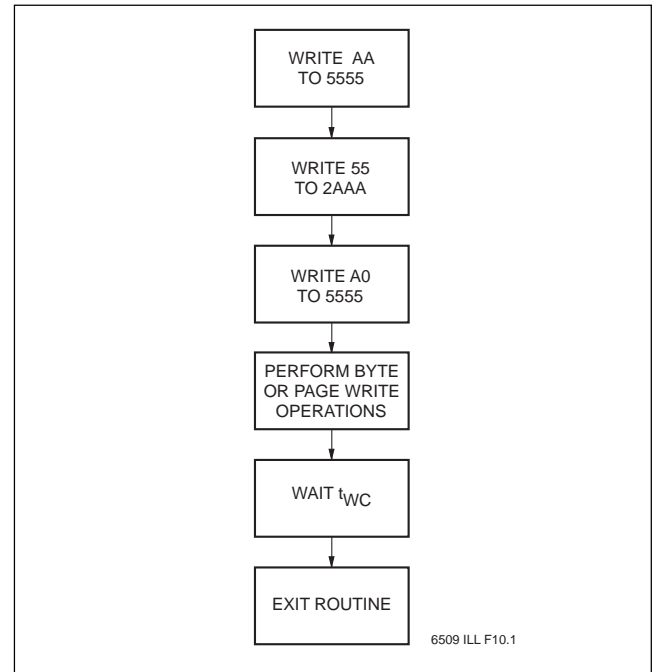 WRITE AA
TO 5555
WRITE 55
TO 2AAA
WRITE A0
TO 5555
PERFORM BYTE
OR PAGE WRITE
OPERATIONS
WAIT tWC
EXIT ROUTINE
6509 ILL F10.1